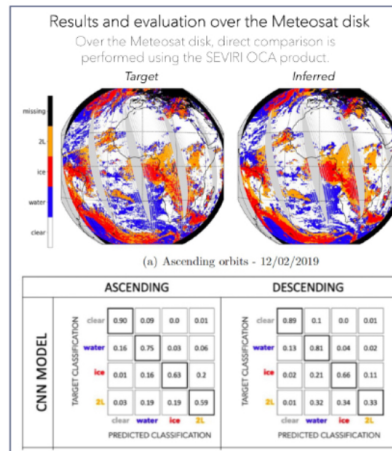 Results and evaluation over the Meteosat disk
Over the Meteosat disk, direct comparison is
performed using the SEVIRI OCA product.
Target
Inferred
missing
2L
ice
water
clear
(a) Ascending orbits - 12/02/2019
ASCENDING
DESCENDING
CNN MODEL
TARGET CLASSIFICATION
clear 0.90 0.09 0.0 0.01
water 0.16 0.75 0.03 0.06
ice 0.01 0.16 0.63 0.2
2L 0.03 0.19 0.19 0.59
clear water ice 2L
PREDICTED CLASSIFICATION
TARGET CLASSIFICATION
clear 0.89 0.1 0.0 0.01
water 0.13 0.81 0.04 0.02
ice 0.02 0.21 0.66 0.11
2L 0.01 0.32 0.34 0.33
clear water ice 2L
PREDICTED CLASSIFICATION